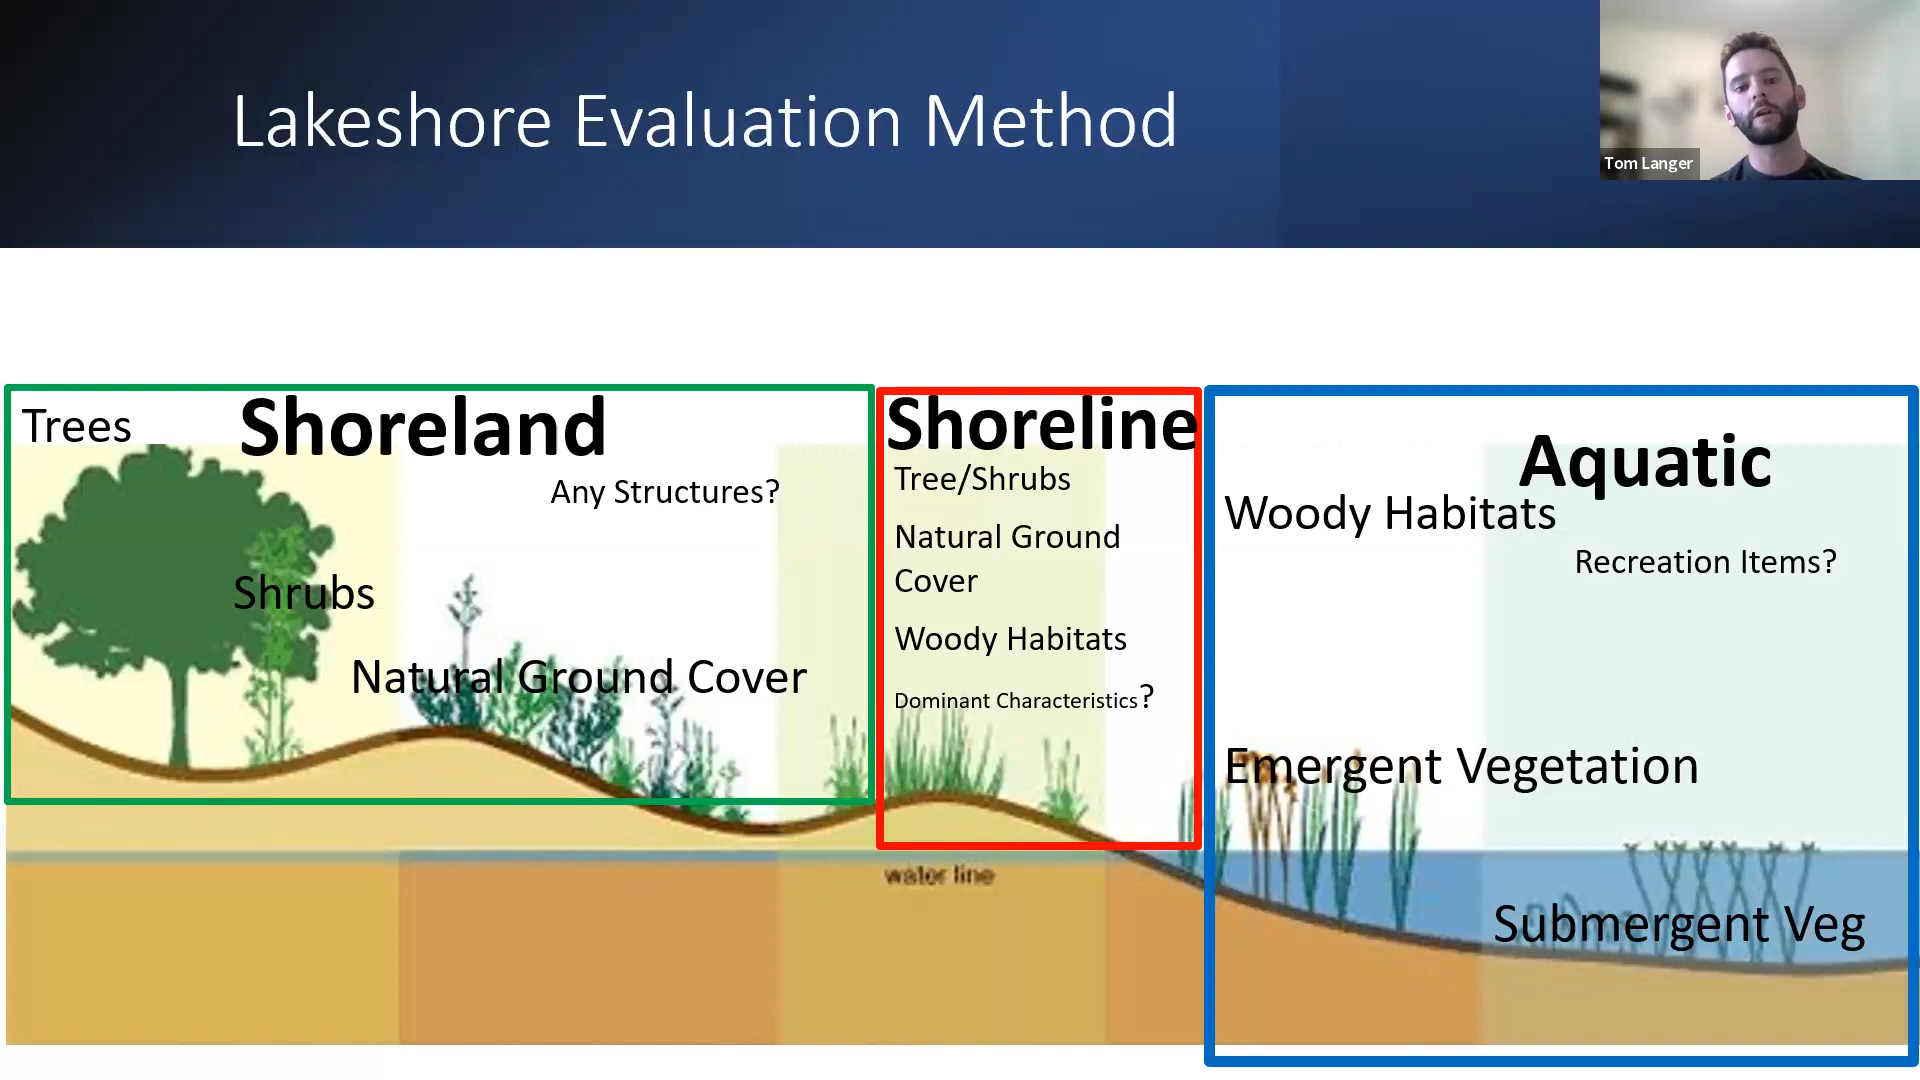 Lakeshore Evaluation Method
Tom Langer
Shoreland
Trees
Any Structures?
Shrubs
Natural Ground Cover
Shoreline
Tree/Shrubs
Natural Ground
Cover
Woody Habitats
Dominant Characteristics?
water line
Aquatic
Woody Habitats
Recreation Items?
Emergent Vegetation
Submergent Veg